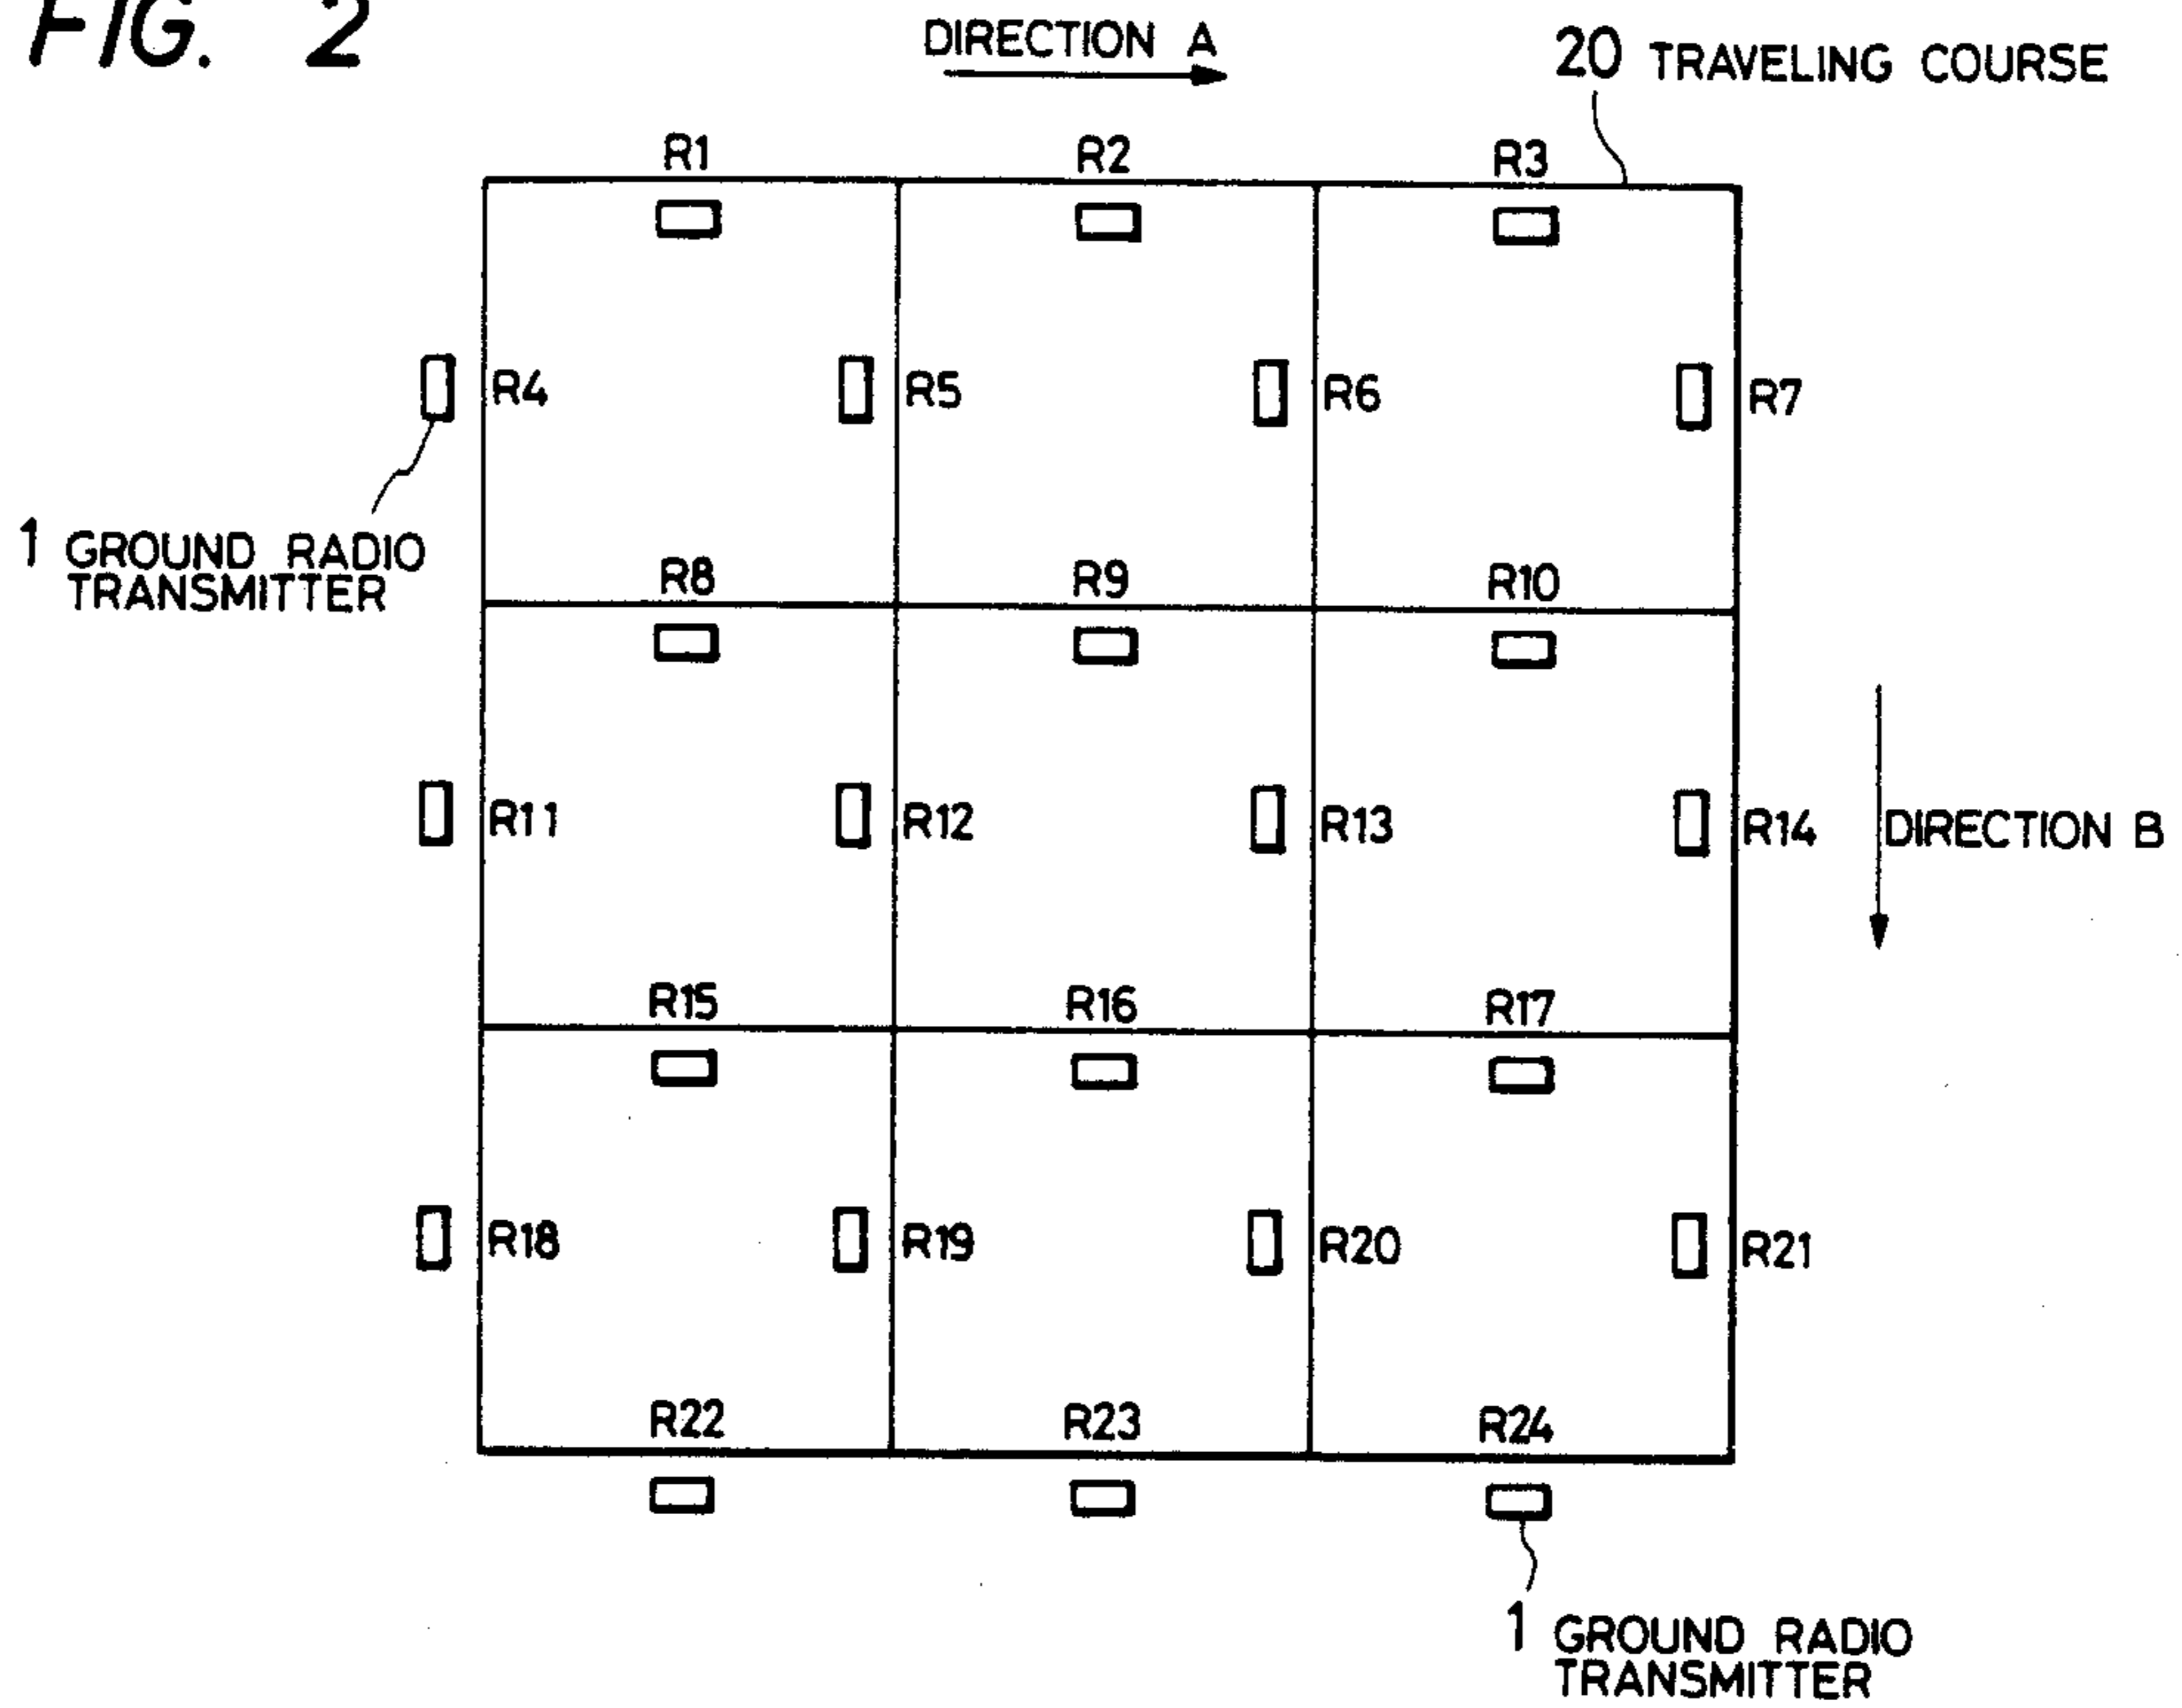 FIG. 2
DIRECTION A
20 TRAVELING COURSE
R1 R2 R3
R4 R5 R6 R7
1 GROUND RADIO
TRANSMITTER
R8 R9 R10
R11 R12 R13 R14
DIRECTION B
R15 R16 R17
R18 R19 R20 R21
R22 R23 R24
1 GROUND RADIO
TRANSMITTER